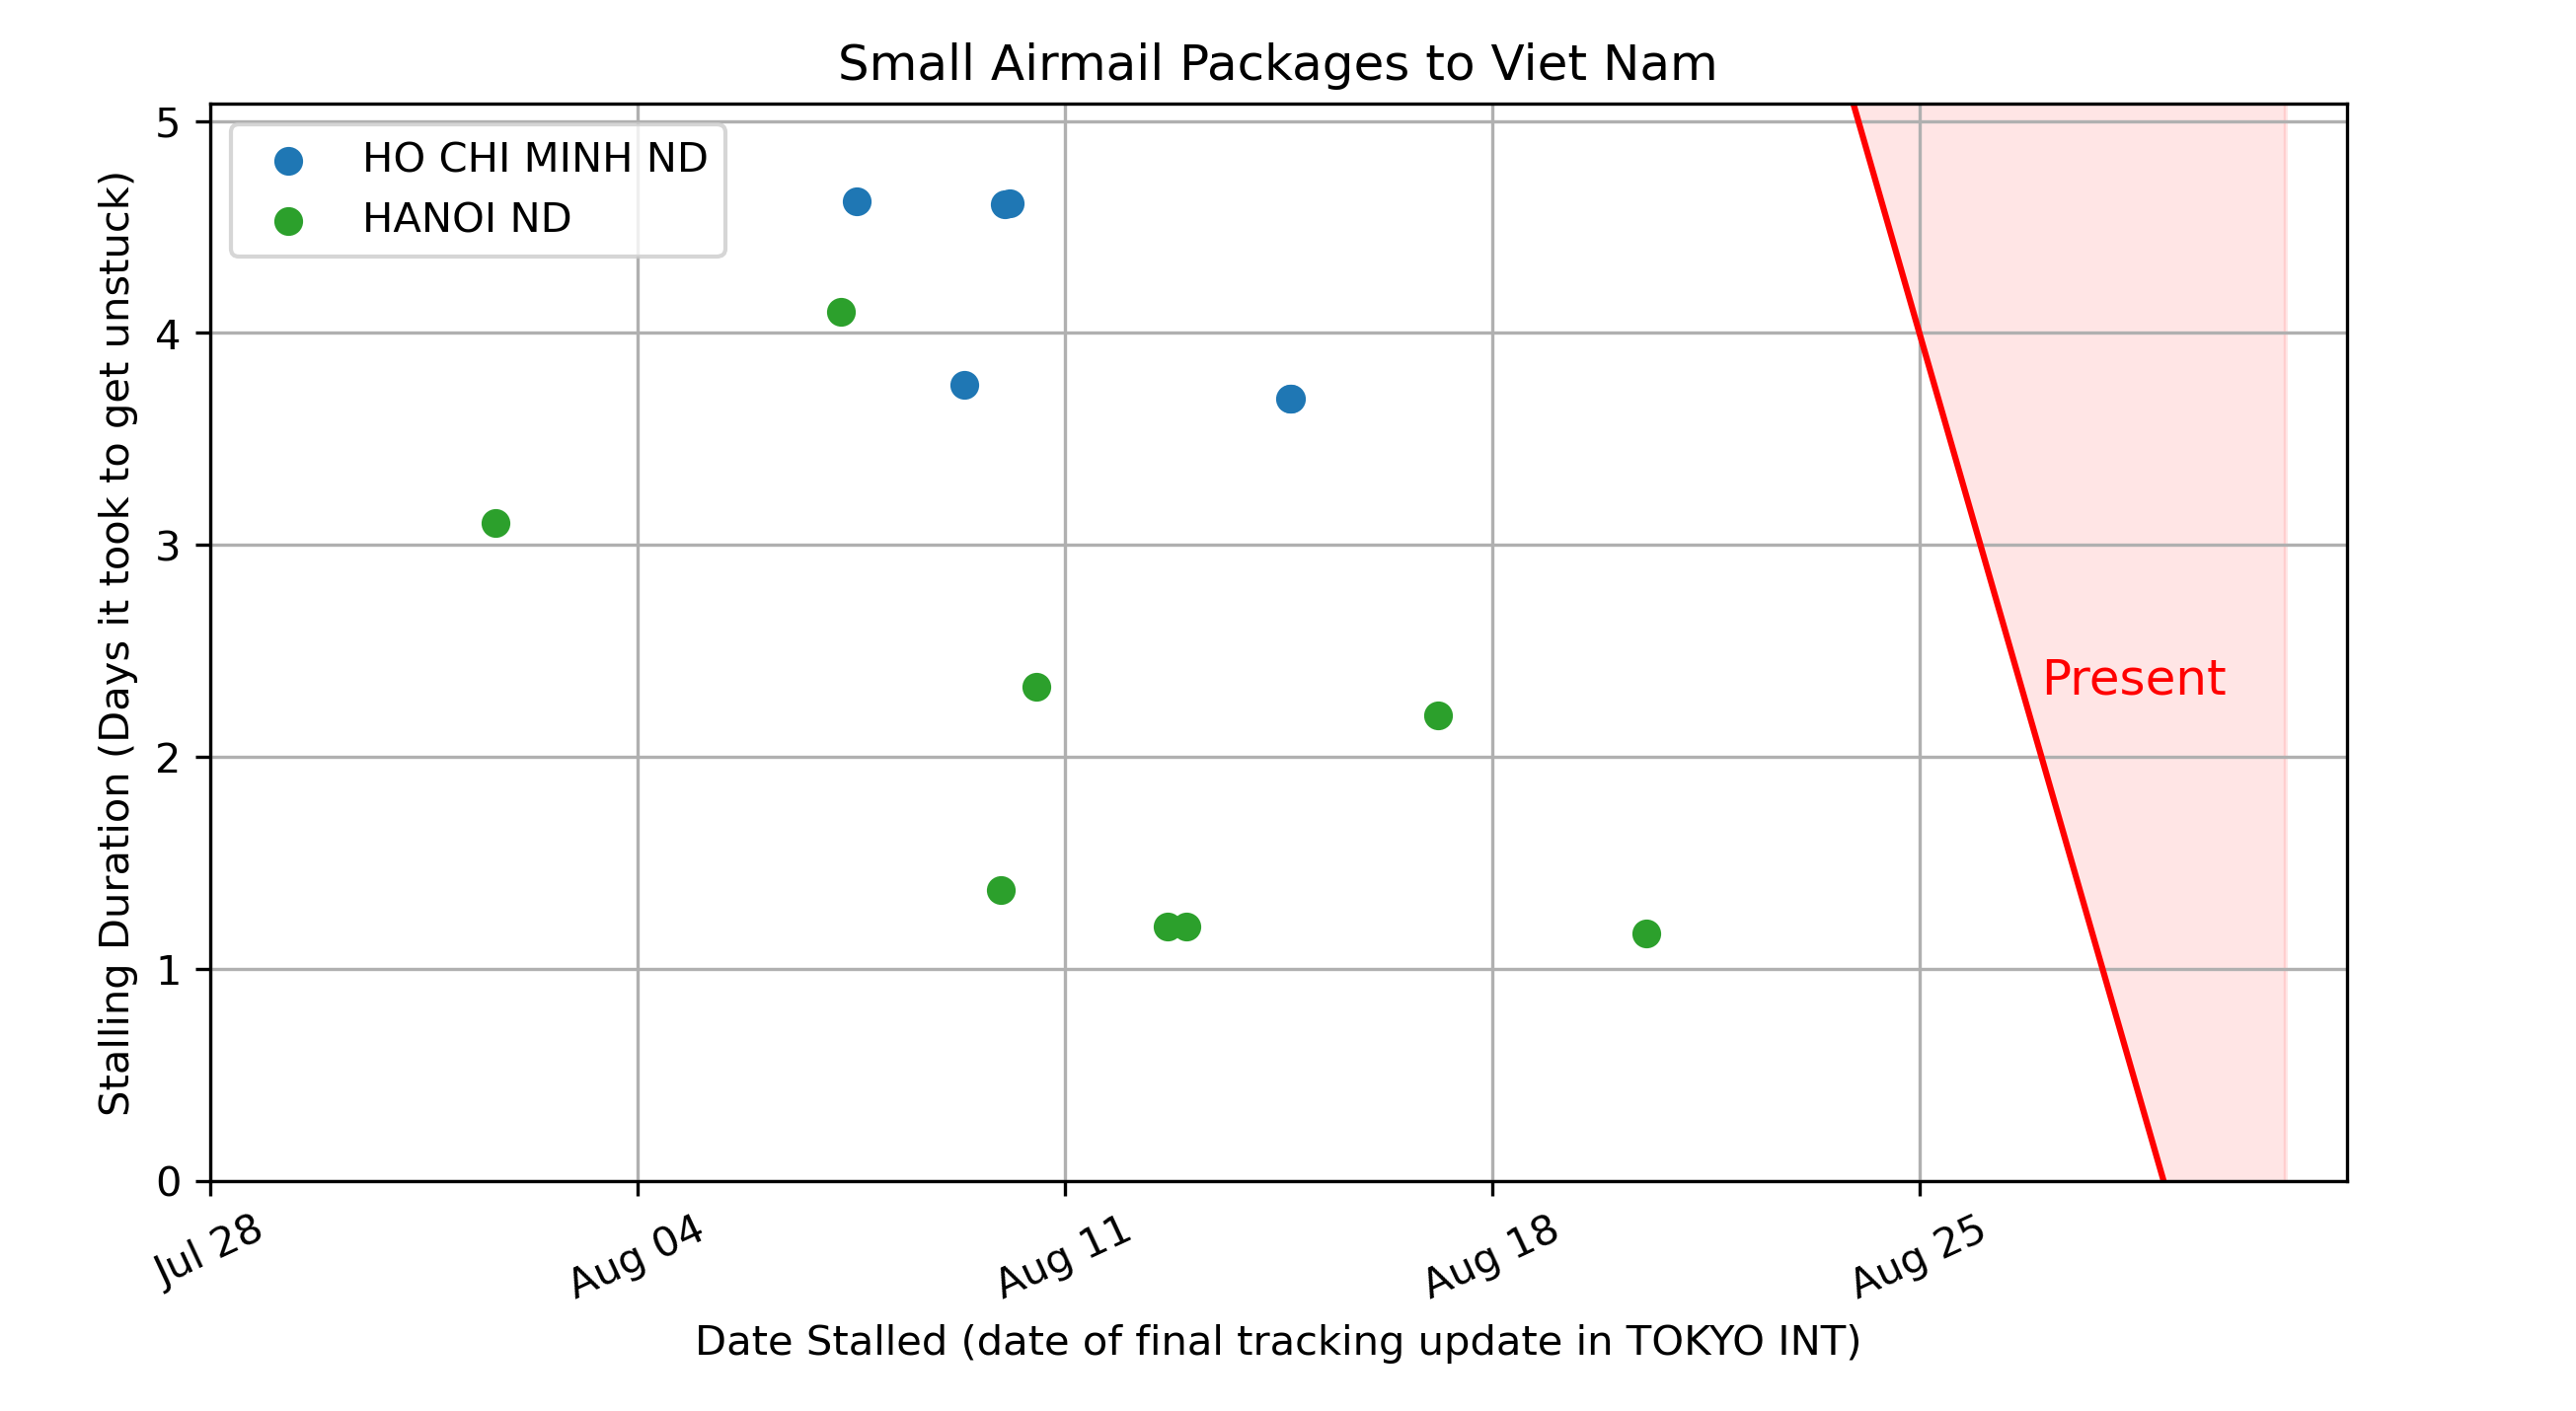 Small Airmail Packages to Viet Nam
HO CHI MINH ND
HANOI ND
Stalling Duration (Days it took to get unstuck)
5
4
3
2
1
0
Present
Jul 28
Aug 04
Aug 11
Aug 18
Aug 25
Date Stalled (date of final tracking update in TOKYO INT)